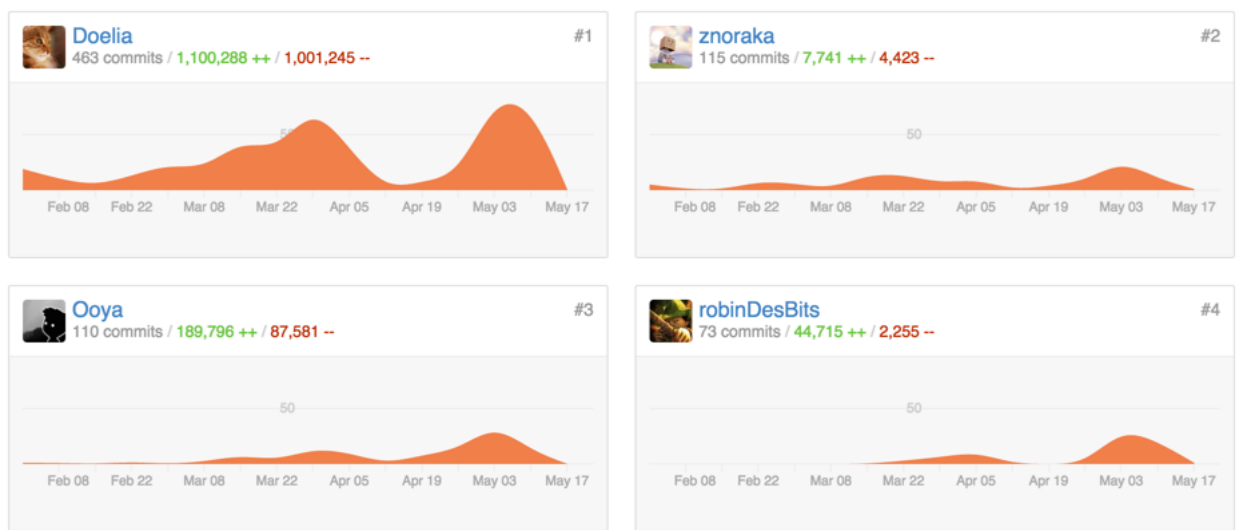 Doelia #1
463 commits / 1,100,288 ++ / 1,001,245 --
50
Feb 08 Feb 22 Mar 08 Mar 22 Apr 05 Apr 19 May 03 May 17
znoraka #2
115 commits / 7,741 ++ / 4,423 --
50
Feb 08 Feb 22 Mar 08 Mar 22 Apr 05 Apr 19 May 03 May 17
Ooya #3
110 commits / 189,796 ++ / 87,581 --
50
Feb 08 Feb 22 Mar 08 Mar 22 Apr 05 Apr 19 May 03 May 17
robinDesBits #4
73 commits / 44,715 ++ / 2,255 --
50
Feb 08 Feb 22 Mar 08 Mar 22 Apr 05 Apr 19 May 03 May 17